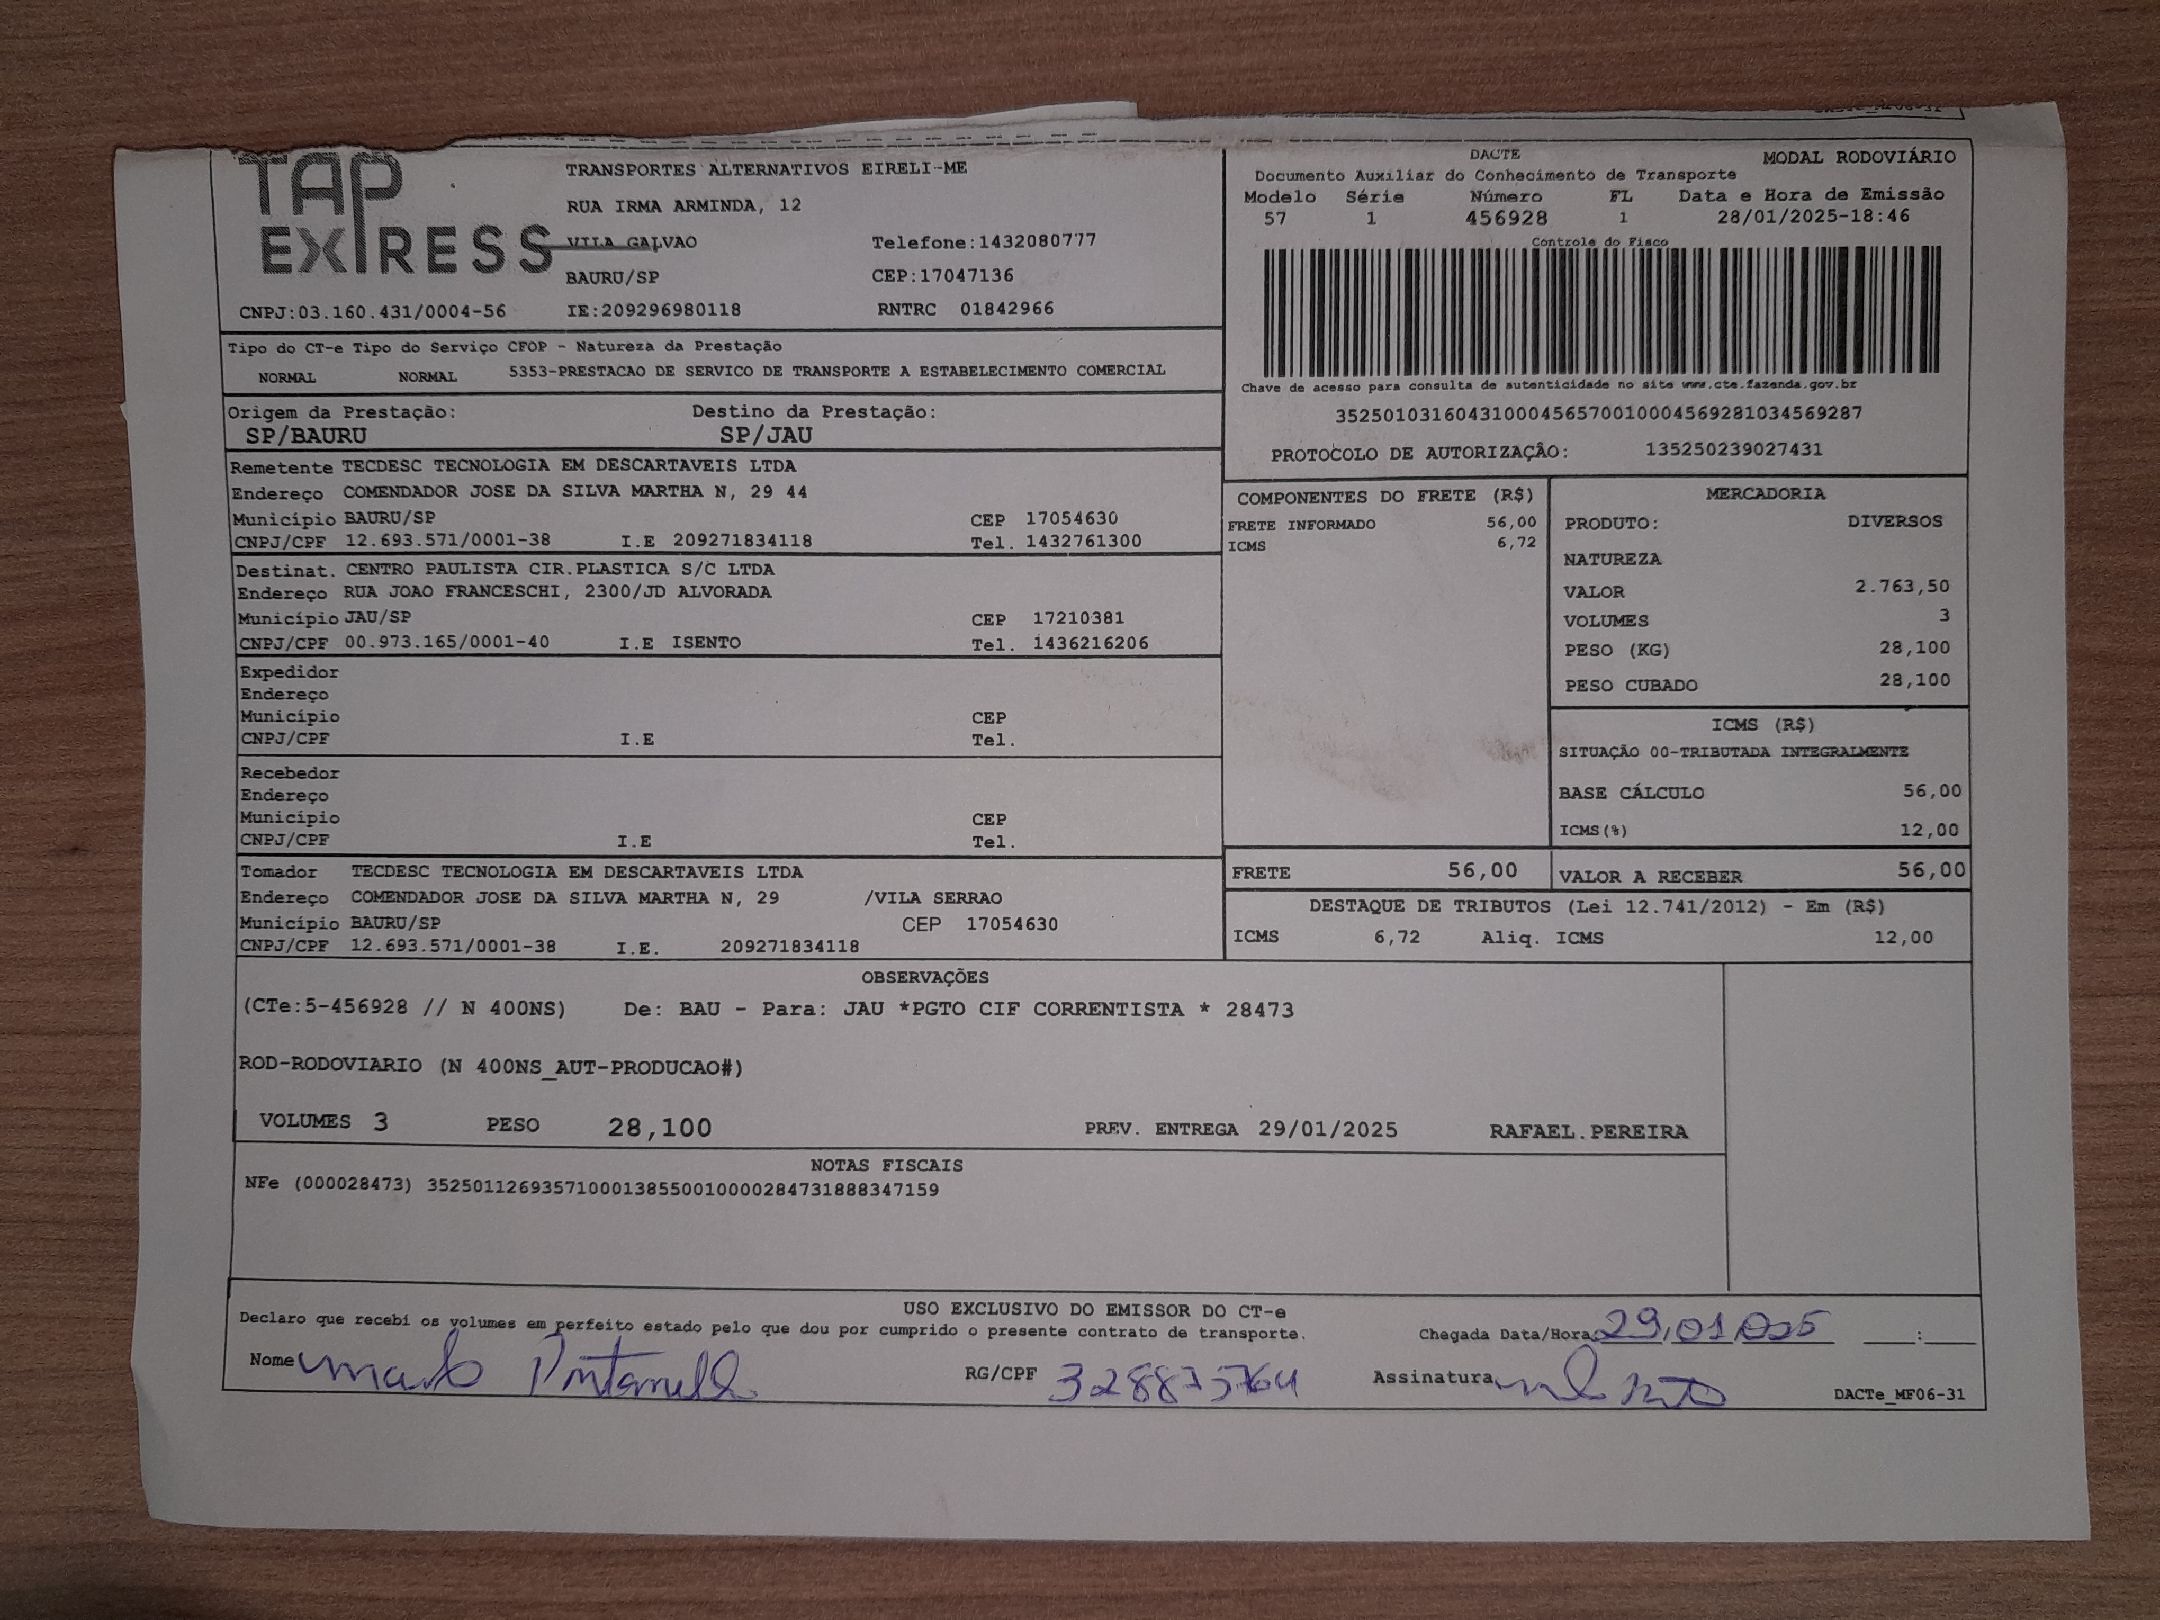 TAP EXPRESS
TRANSPORTES ALTERNATIVOS EIRELI-ME
RUA IRMA ARMINDA, 12
VILA GALVAO Telefone:1432080777
BAURU/SP CEP:17047136
CNPJ:03.160.431/0004-56 IE:209296980118 RNTRC 01842966
DACTE MODAL RODOVIÁRIO
Documento Auxiliar do Conhecimento de Transporte
Modelo Série Número FL Data e Hora de Emissão
57 1 456928 1 28/01/2025-18:46
Controle do Fisco
Chave de acesso para consulta de autenticidade no site www.cte.fazenda.gov.br
35250103160431000456570010004569281034569287
PROTOCOLO DE AUTORIZAÇÃO: 135250239027431
Tipo do CT-e Tipo do Serviço CFOP - Natureza da Prestação
NORMAL NORMAL 5353-PRESTACAO DE SERVICO DE TRANSPORTE A ESTABELECIMENTO COMERCIAL
Origem da Prestação: Destino da Prestação:
SP/BAURU SP/JAU
Remetente TECDESC TECNOLOGIA EM DESCARTAVEIS LTDA
Endereço COMENDADOR JOSE DA SILVA MARTHA N, 29 44
Município BAURU/SP CEP 17054630
CNPJ/CPF 12.693.571/0001-38 I.E 209271834118 Tel. 1432761300
Destinat. CENTRO PAULISTA CIR.PLASTICA S/C LTDA
Endereço RUA JOAO FRANCESCHI, 2300/JD ALVORADA
Município JAU/SP CEP 17210381
CNPJ/CPF 00.973.165/0001-40 I.E ISENTO Tel. 1436216206
Expedidor
Endereço
Município CEP
CNPJ/CPF I.E Tel.
Recebedor
Endereço
Município CEP
CNPJ/CPF I.E Tel.
Tomador TECDESC TECNOLOGIA EM DESCARTAVEIS LTDA
Endereço COMENDADOR JOSE DA SILVA MARTHA N, 29 /VILA SERRAO
Município BAURU/SP CEP 17054630
CNPJ/CPF 12.693.571/0001-38 I.E. 209271834118
COMPONENTES DO FRETE (R$)
FRETE INFORMADO 56,00
ICMS 6,72
MERCADORIA
PRODUTO: DIVERSOS
NATUREZA
VALOR 2.763,50
VOLUMES 3
PESO (KG) 28,100
PESO CUBADO 28,100
ICMS (R$)
SITUAÇÃO 00-TRIBUTADA INTEGRALMENTE
BASE CÁLCULO 56,00
ICMS(%) 12,00
FRETE 56,00 VALOR A RECEBER 56,00
DESTAQUE DE TRIBUTOS (Lei 12.741/2012) - Em (R$)
ICMS 6,72 Aliq. ICMS 12,00
OBSERVAÇÕES
(CTe:5-456928 // N 400NS) De: BAU - Para: JAU *PGTO CIF CORRENTISTA * 28473
ROD-RODOVIARIO (N 400NS_AUT-PRODUCAO#)
VOLUMES 3 PESO 28,100 PREV. ENTREGA 29/01/2025 RAFAEL.PEREIRA
NOTAS FISCAIS
NFe (000028473) 35250112693571000138550010000284731888347159
USO EXCLUSIVO DO EMISSOR DO CT-e
Declaro que recebi os volumes em perfeito estado pelo que dou por cumprido o presente contrato de transporte. Chegada Data/Hora 29,01 :
Nome RG/CPF Assinatura DACTe_MF06-31